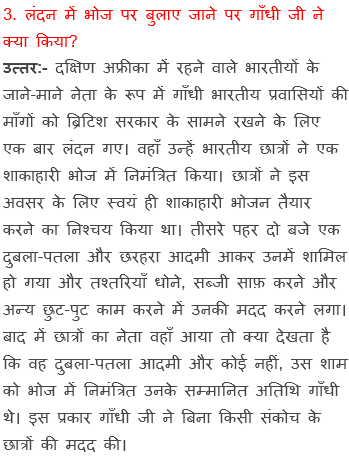 3. लंदन में भोज पर बुलाए जाने पर गाँधी जी ने
क्या किया?
उत्तर:- दक्षिण अफ्रीका में रहने वाले भारतीयों के
जाने-माने नेता के रूप में गाँधी भारतीय प्रवासियों की
माँगों को ब्रिटिश सरकार के सामने रखने के लिए
एक बार लंदन गए। वहाँ उन्हें भारतीय छात्रों ने एक
शाकाहारी भोज में निमंत्रित किया। छात्रों ने इस
अवसर के लिए स्वयं ही शाकाहारी भोजन तैयार
करने का निश्चय किया था। तीसरे पहर दो बजे एक
दुबला-पतला और छरहरा आदमी आकर उनमें शामिल
हो गया और तश्तरियाँ धोने, सब्जी साफ़ करने और
अन्य छुट-पुट काम करने में उनकी मदद करने लगा।
बाद में छात्रों का नेता वहाँ आया तो क्या देखता है
कि वह दुबला-पतला आदमी और कोई नहीं, उस शाम
को भोज में निमंत्रित उनके सम्मानित अतिथि गाँधी
थे। इस प्रकार गाँधी जी ने बिना किसी संकोच के
छात्रों की मदद की।